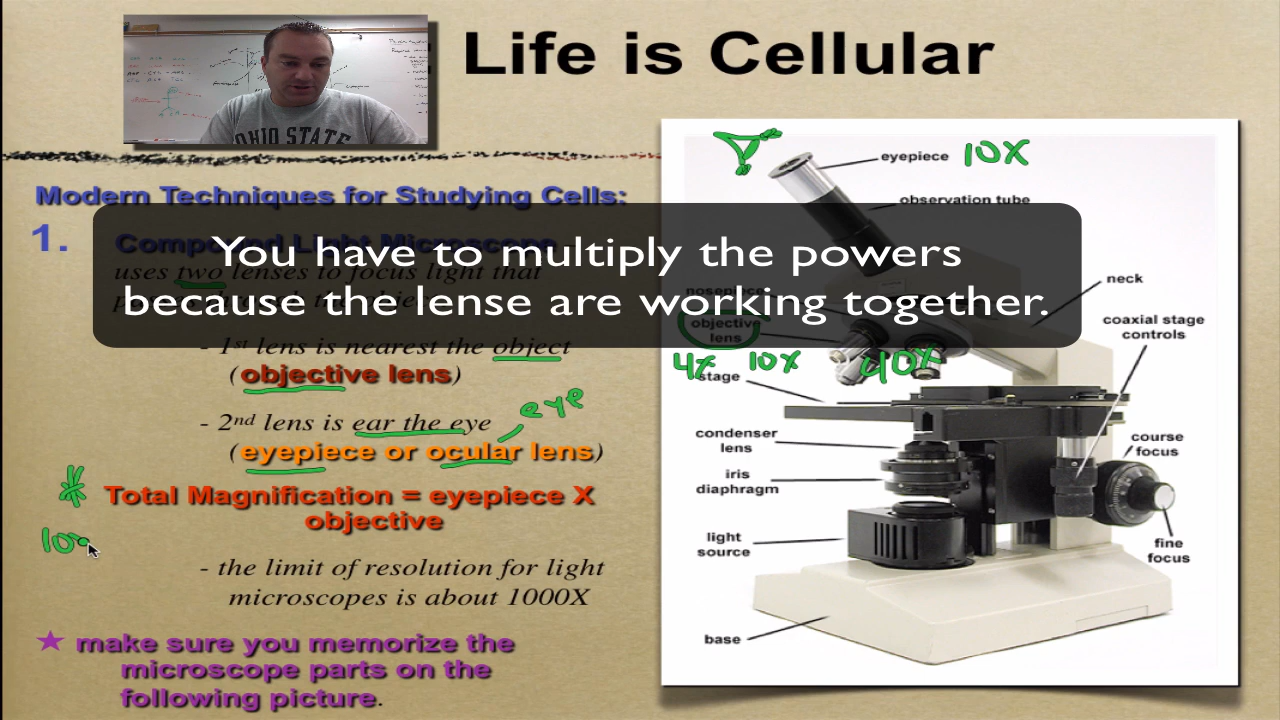 Life is Cellular
OHIO STATE
Modern Techniques for Studying Cells:
1. Compound Light Microscope
uses two lenses to focus light that
You have to multiply the powers
because the lense are working together.
- 1st lens is nearest the object
(objective lens)
- 2nd lens is ear the eye
eye
(eyepiece or ocular lens)
Total Magnification = eyepiece X
objective
100
- the limit of resolution for light
microscopes is about 1000X
★ make sure you memorize the
microscope parts on the
following picture.
eyepiece
10X
observation tube
neck
nosepiece
coaxial stage
controls
objective
lens
4X
10X
40X
stage
condenser
lens
course
focus
iris
diaphragm
light
source
fine
focus
base